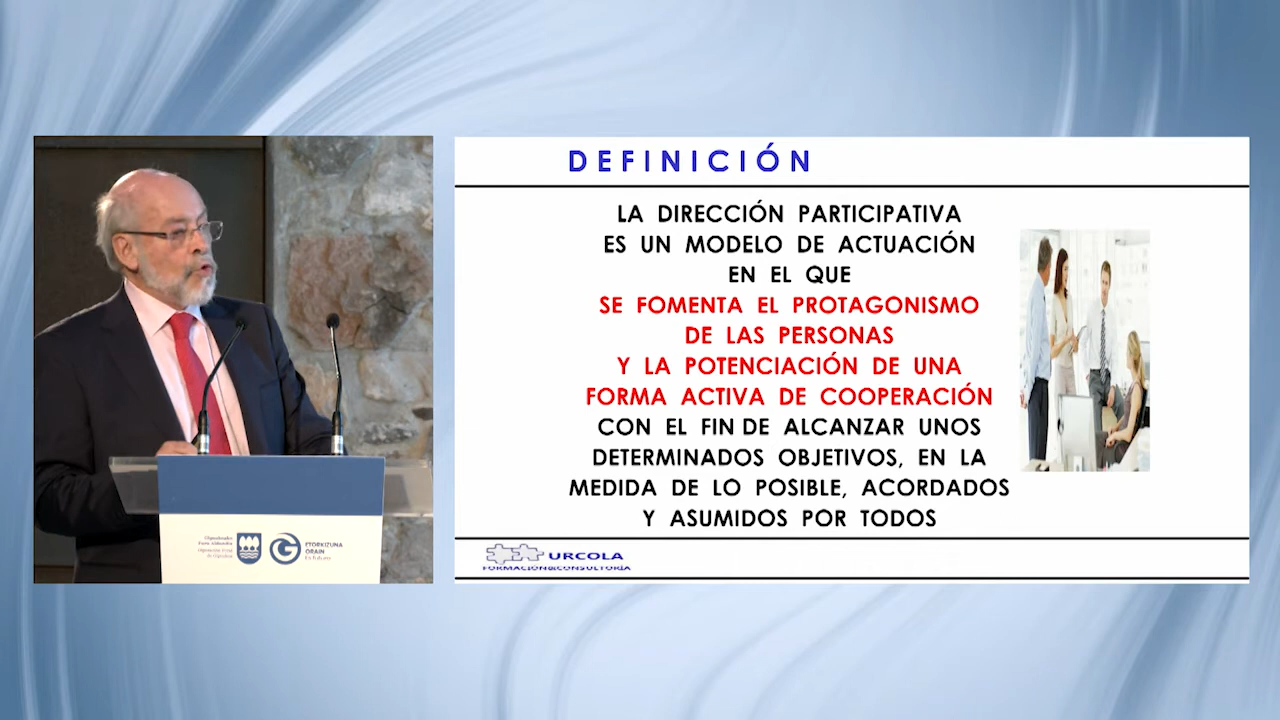 DEFINICIÓN
LA DIRECCIÓN PARTICIPATIVA
ES UN MODELO DE ACTUACIÓN
EN EL QUE
SE FOMENTA EL PROTAGONISMO
DE LAS PERSONAS
Y LA POTENCIACIÓN DE UNA
FORMA ACTIVA DE COOPERACIÓN
CON EL FIN DE ALCANZAR UNOS
DETERMINADOS OBJETIVOS, EN LA
MEDIDA DE LO POSIBLE, ACORDADOS
Y ASUMIDOS POR TODOS
URCOLA
FORMACIÓN&CONSULTORÍA
ETORKIZUNA
ORAIN